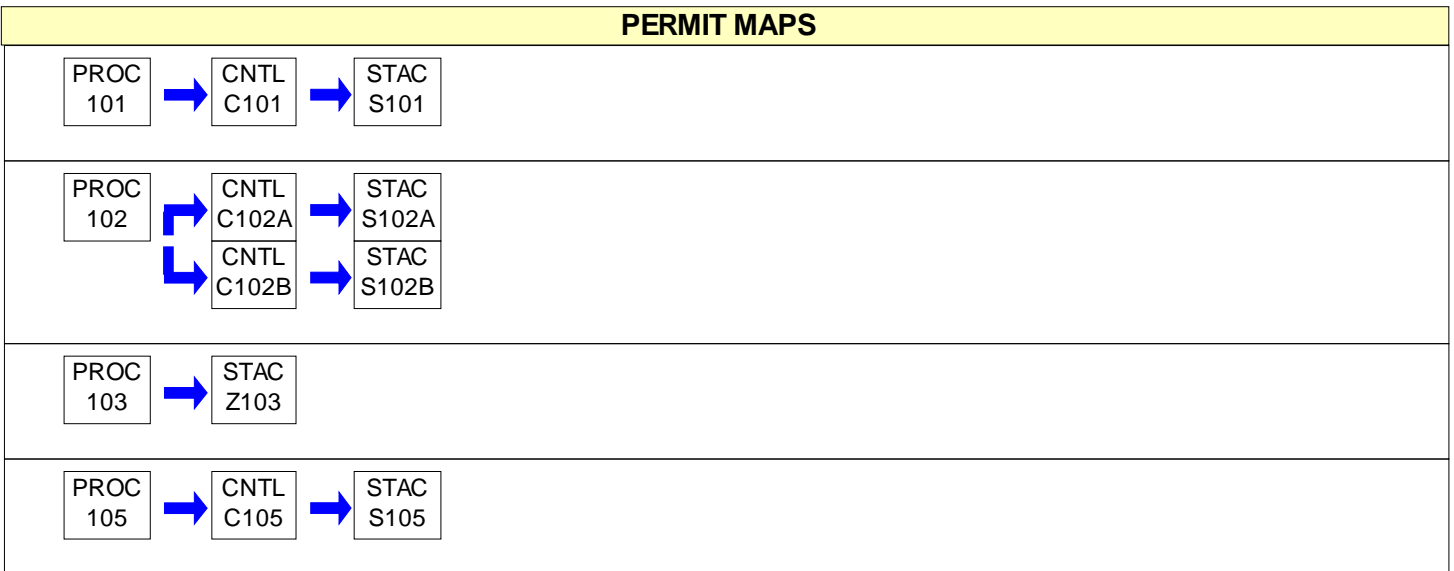 PERMIT MAPS
PROC
101
CNTL
C101
STAC
S101
PROC
102
CNTL
C102A
STAC
S102A
CNTL
C102B
STAC
S102B
PROC
103
STAC
Z103
PROC
105
CNTL
C105
STAC
S105